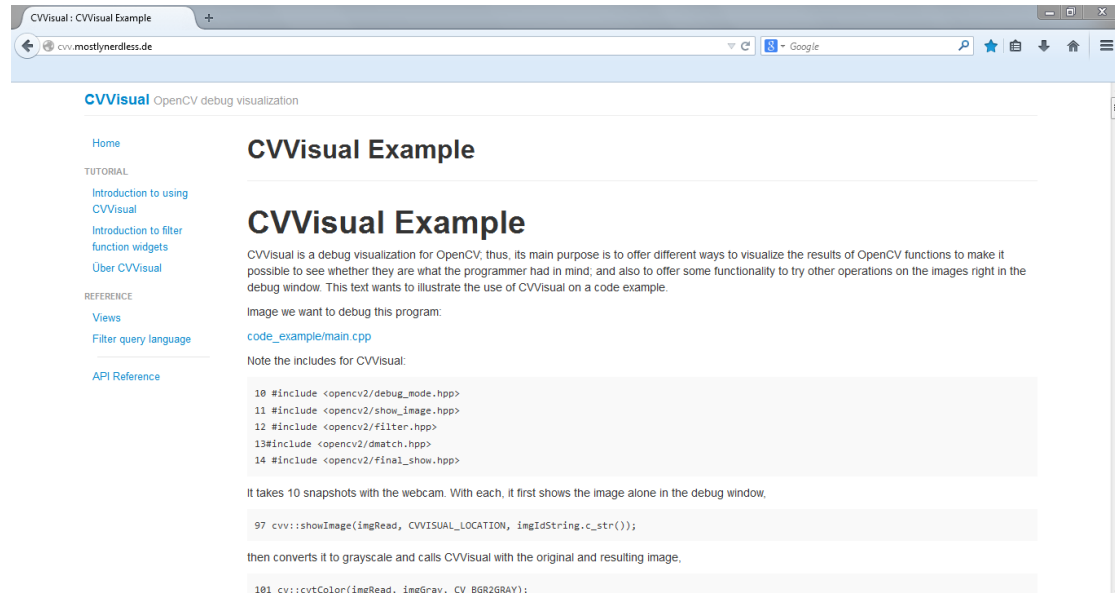 CVVisual : CVVisual Example
+
cvv.mostlynerdless.de
8 Google
CVVisual OpenCV debug visualization
Home
TUTORIAL
Introduction to using
CVVisual
Introduction to filter
function widgets
Über CVVisual
REFERENCE
Views
Filter query language
API Reference
CVVisual Example
CVVisual Example
CVVisual is a debug visualization for OpenCV; thus, its main purpose is to offer different ways to visualize the results of OpenCV functions to make it
possible to see whether they are what the programmer had in mind; and also to offer some functionality to try other operations on the images right in the
debug window. This text wants to illustrate the use of CVVisual on a code example.
Image we want to debug this program:
code_example/main.cpp
Note the includes for CVVisual:
10 #include <opencv2/debug_mode.hpp>
11 #include <opencv2/show_image.hpp>
12 #include <opencv2/filter.hpp>
13#include <opencv2/dmatch.hpp>
14 #include <opencv2/final_show.hpp>
It takes 10 snapshots with the webcam. With each, it first shows the image alone in the debug window,
97 cvv::showImage(imgRead, CVVISUAL_LOCATION, imgIdString.c_str());
then converts it to grayscale and calls CVVisual with the original and resulting image,
101 cv::cvtColor(imgRead, imgGray, CV_BGR2GRAY);